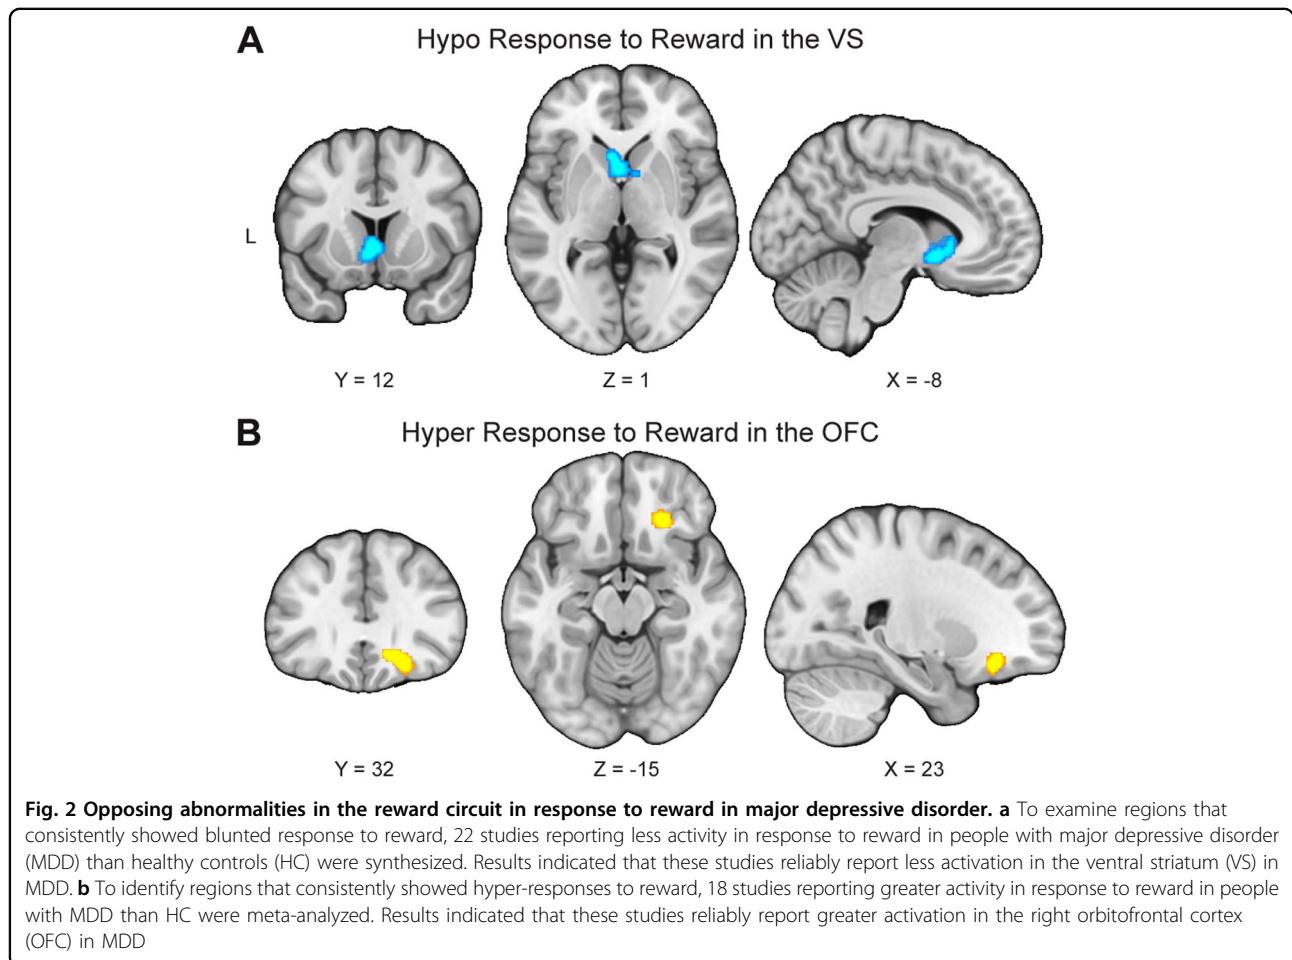 A
Hypo Response to Reward in the VS
L
Y = 12
Z = 1
X = -8
B
Hyper Response to Reward in the OFC
Y = 32
Z = -15
X = 23
Fig. 2 Opposing abnormalities in the reward circuit in response to reward in major depressive disorder. a To examine regions that
consistently showed blunted response to reward, 22 studies reporting less activity in response to reward in people with major depressive disorder
(MDD) than healthy controls (HC) were synthesized. Results indicated that these studies reliably report less activation in the ventral striatum (VS) in
MDD. b To identify regions that consistently showed hyper-responses to reward, 18 studies reporting greater activity in response to reward in people
with MDD than HC were meta-analyzed. Results indicated that these studies reliably report greater activation in the right orbitofrontal cortex
(OFC) in MDD